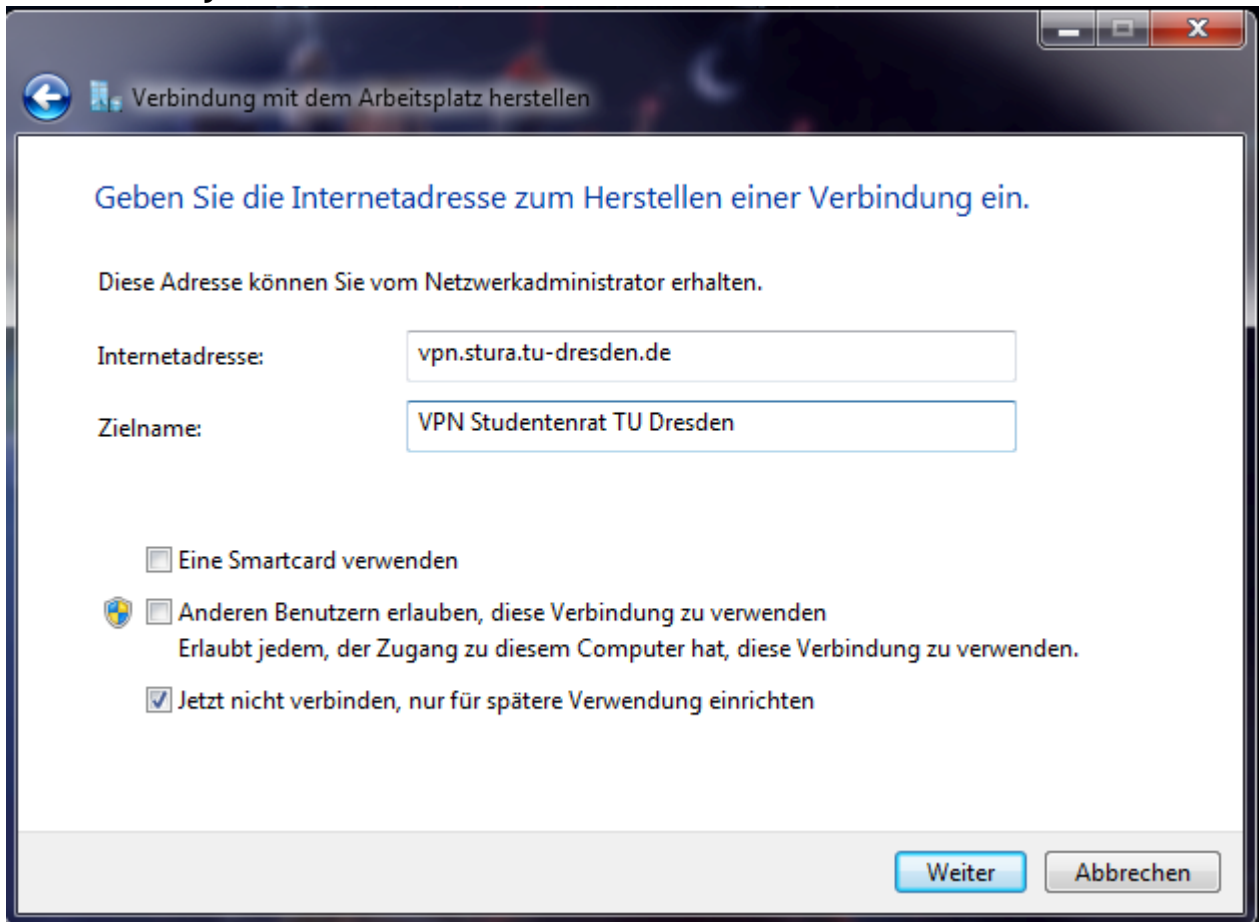 Verbindung mit dem Arbeitsplatz herstellen
Geben Sie die Internetadresse zum Herstellen einer Verbindung ein.
Diese Adresse können Sie vom Netzwerkadministrator erhalten.
Internetadresse: vpn.stura.tu-dresden.de
Zielname: VPN Studentenrat TU Dresden
Eine Smartcard verwenden
Anderen Benutzern erlauben, diese Verbindung zu verwenden
Erlaubt jedem, der Zugang zu diesem Computer hat, diese Verbindung zu verwenden.
Jetzt nicht verbinden, nur für spätere Verwendung einrichten
Weiter Abbrechen